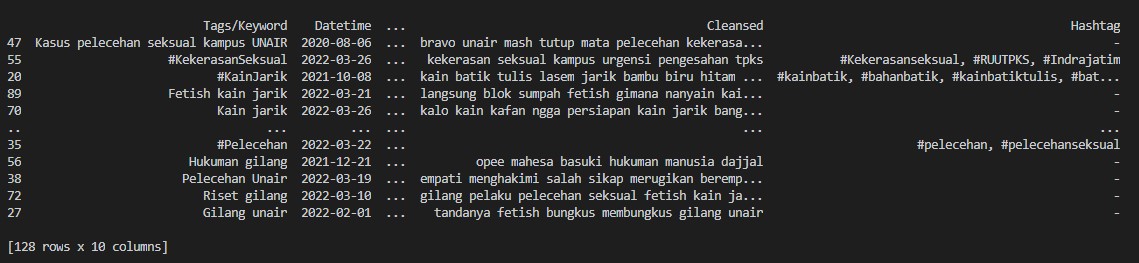 Tags/Keyword Datetime ... Cleansed Hashtag
47 Kasus pelecehan seksual kampus UNAIR 2020-08-06 ... bravo unair mash tutup mata pelecehan kekerasa... -
55 #KekerasanSeksual 2022-03-26 ... kekerasan seksual kampus urgensi pengesahan tpks #Kekerasanseksual, #RUUTPKS, #Indrajatim
20 #KainJarik 2021-10-08 ... kain batik tulis lasem jarik bambu biru hitam ... #kainbatik, #bahanbatik, #kainbatiktulis, #bat...
89 Fetish kain jarik 2022-03-21 ... langsung blok sumpah fetish gimana nanyain kai... -
70 Kain jarik 2022-03-26 ... kalo kain kafan ngga persiapan kain jarik bang... -
.. ... ... ... ... ...
35 #Pelecehan 2022-03-22 ... #pelecehan, #pelecehanseksual
56 Hukuman gilang 2021-12-21 ... opee mahesa basuki hukuman manusia dajjal -
38 Pelecehan Unair 2022-03-19 ... empati menghakimi salah sikap merugikan beremp... -
72 Riset gilang 2022-03-10 ... gilang pelaku pelecehan seksual fetish kain ja... -
27 Gilang unair 2022-02-01 ... tandanya fetish bungkus membungkus gilang unair -
[128 rows x 10 columns]